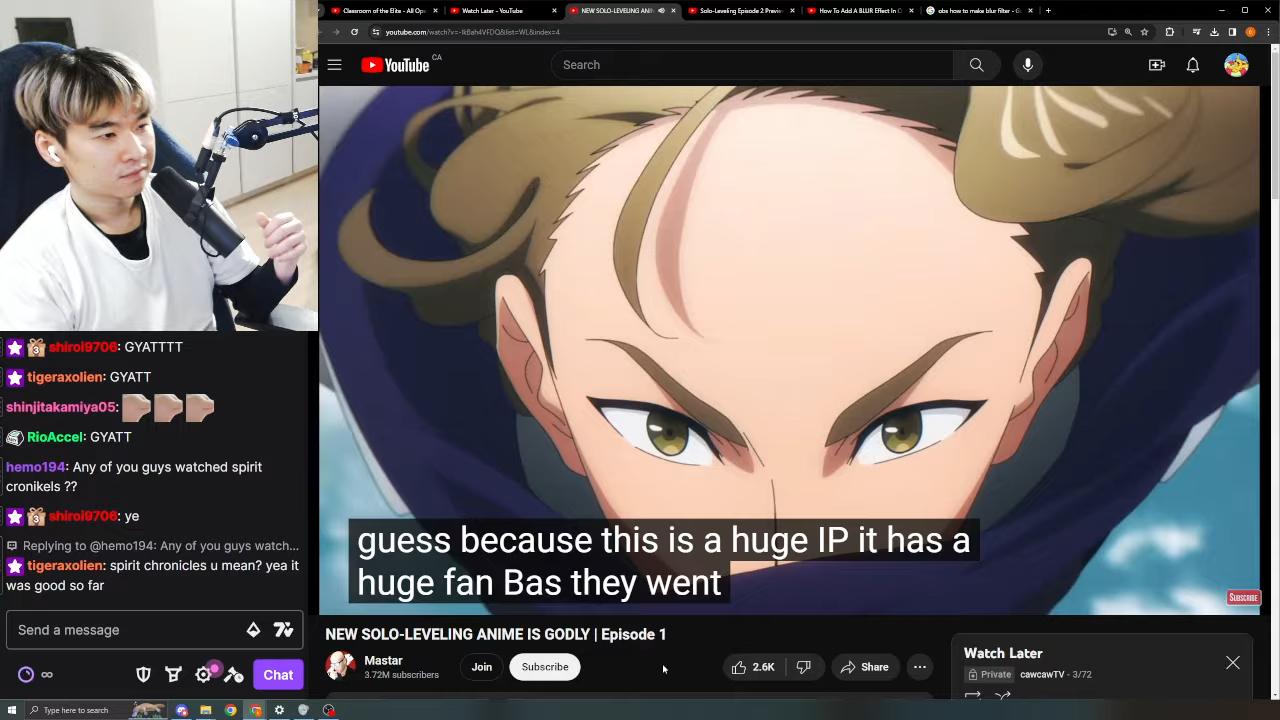 Classroom of the Elite - All Op
Watch Later - YouTube
NEW SOLO-LEVELING ANI
Solo-Leveling Episode 2 Previe
How To Add A BLUR Effect In O
obs how to make blur filter - G
youtube.com/watch?v=-IkBah4VFDQ&list=WL&index=4
YouTube CA
Search
shiroi9706: GYATTTT
tigeraxolien: GYATT
shinjitakamiya05:
RioAccel: GYATT
hemo194: Any of you guys watched spirit
cronikels ??
shiroi9706: ye
Replying to @hemo194: Any of you guys watch...
tigeraxolien: spirit chronicles u mean? yea it
was good so far
Send a message
Chat
guess because this is a huge IP it has a
huge fan Bas they went
SUBSCRIBE
NEW SOLO-LEVELING ANIME IS GODLY | Episode 1
Mastar
3.72M subscribers
Join
Subscribe
2.6K
Share
Watch Later
Private cawcawTV - 3/72
Type here to search